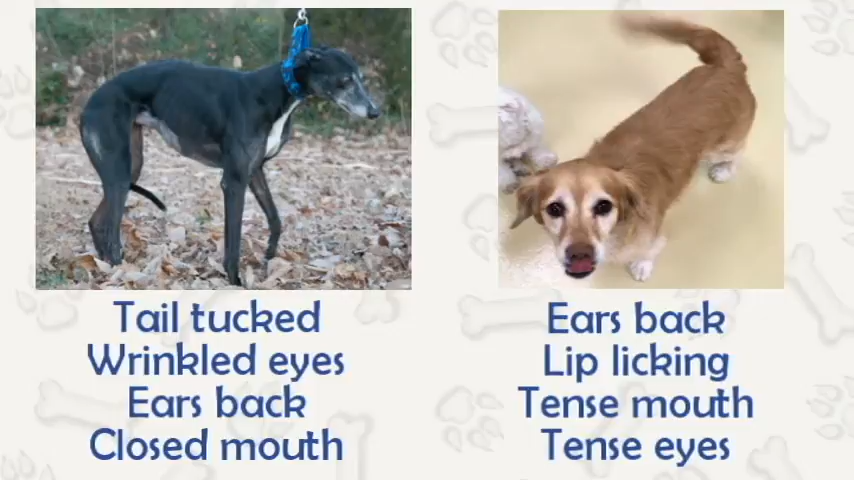 Tail tucked
Wrinkled eyes
Ears back
Closed mouth
Ears back
Lip licking
Tense mouth
Tense eyes